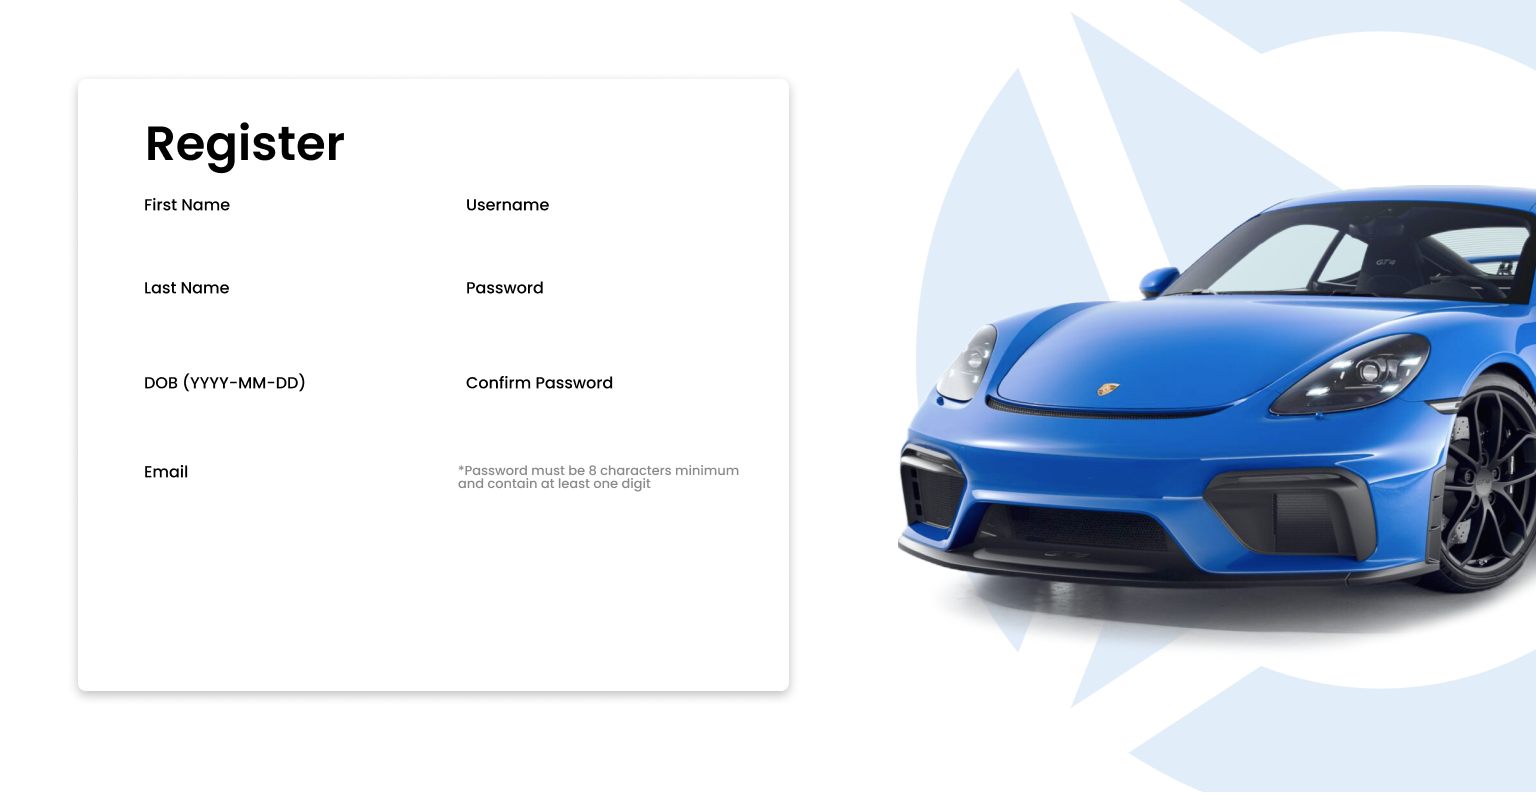 Register
First Name
Username
Last Name
Password
DOB (YYYY-MM-DD)
Confirm Password
Email
*Password must be 8 characters minimum
and contain at least one digit
GT4